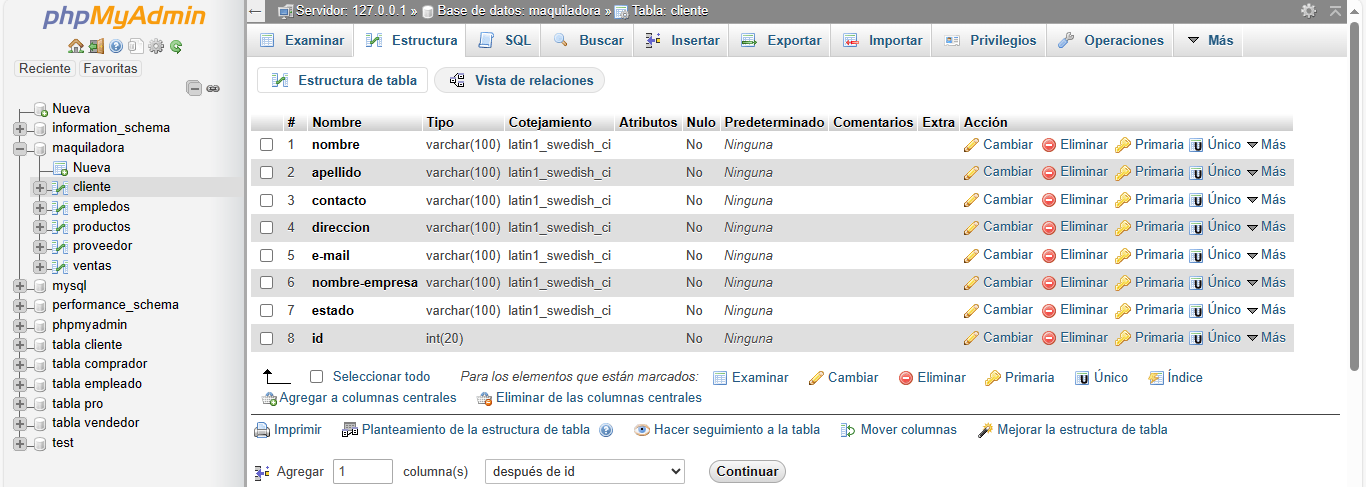 phpMyAdmin
Reciente Favoritas
Nueva
information_schema
maquiladora
Nueva
cliente
empledos
productos
proveedor
ventas
mysql
performance_schema
phpmyadmin
tabla cliente
tabla comprador
tabla empleado
tabla pro
tabla vendedor
test
Servidor: 127.0.0.1 » Base de datos: maquiladora » Tabla: cliente
Examinar Estructura SQL Buscar Insertar Exportar Importar Privilegios Operaciones Más
Estructura de tabla Vista de relaciones
# Nombre Tipo Cotejamiento Atributos Nulo Predeterminado Comentarios Extra Acción
1 nombre varchar(100) latin1_swedish_ci No Ninguna Cambiar Eliminar Primaria Único Más
2 apellido varchar(100) latin1_swedish_ci No Ninguna Cambiar Eliminar Primaria Único Más
3 contacto varchar(100) latin1_swedish_ci No Ninguna Cambiar Eliminar Primaria Único Más
4 direccion varchar(100) latin1_swedish_ci No Ninguna Cambiar Eliminar Primaria Único Más
5 e-mail varchar(100) latin1_swedish_ci No Ninguna Cambiar Eliminar Primaria Único Más
6 nombre-empresa varchar(100) latin1_swedish_ci No Ninguna Cambiar Eliminar Primaria Único Más
7 estado varchar(100) latin1_swedish_ci No Ninguna Cambiar Eliminar Primaria Único Más
8 id int(20) No Ninguna Cambiar Eliminar Primaria Único Más
Seleccionar todo Para los elementos que están marcados: Examinar Cambiar Eliminar Primaria Único Índice
Agregar a columnas centrales Eliminar de las columnas centrales
Imprimir Planteamiento de la estructura de tabla Hacer seguimiento a la tabla Mover columnas Mejorar la estructura de tabla
Agregar 1 columna(s) después de id Continuar